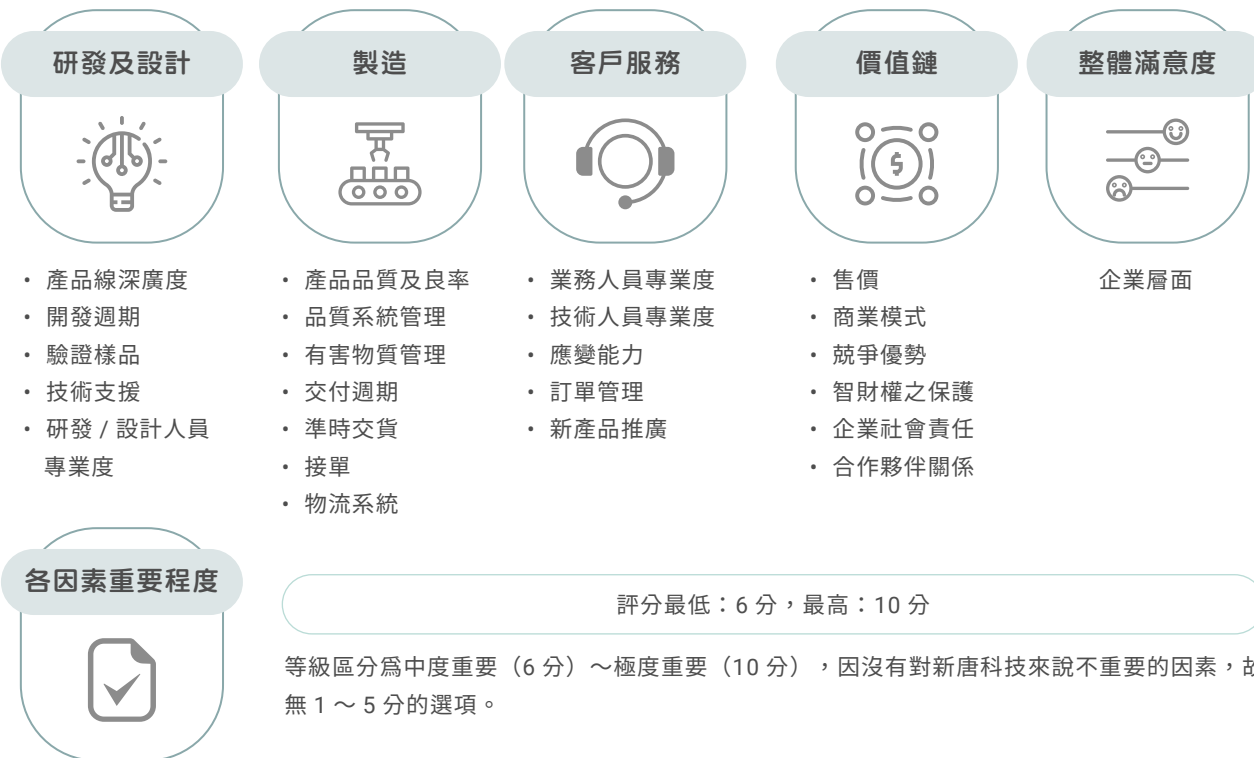 研發及設計
・ 產品線深廣度
・ 開發週期
・ 驗證樣品
・ 技術支援
・ 研發 / 設計人員
專業度
製造
・ 產品品質及良率
・ 品質系統管理
・ 有害物質管理
・ 交付週期
・ 準時交貨
・ 接單
・ 物流系統
客戶服務
・ 業務人員專業度
・ 技術人員專業度
・ 應變能力
・ 訂單管理
・ 新產品推廣
價值鏈
・ 售價
・ 商業模式
・ 競爭優勢
・ 智財權之保護
・ 企業社會責任
・ 合作夥伴關係
整體滿意度
企業層面
各因素重要程度
評分最低：6 分，最高：10 分
等級區分為中度重要（6 分）～極度重要（10 分），因沒有對新唐科技來說不重要的因素，故
無 1 ～ 5 分的選項。